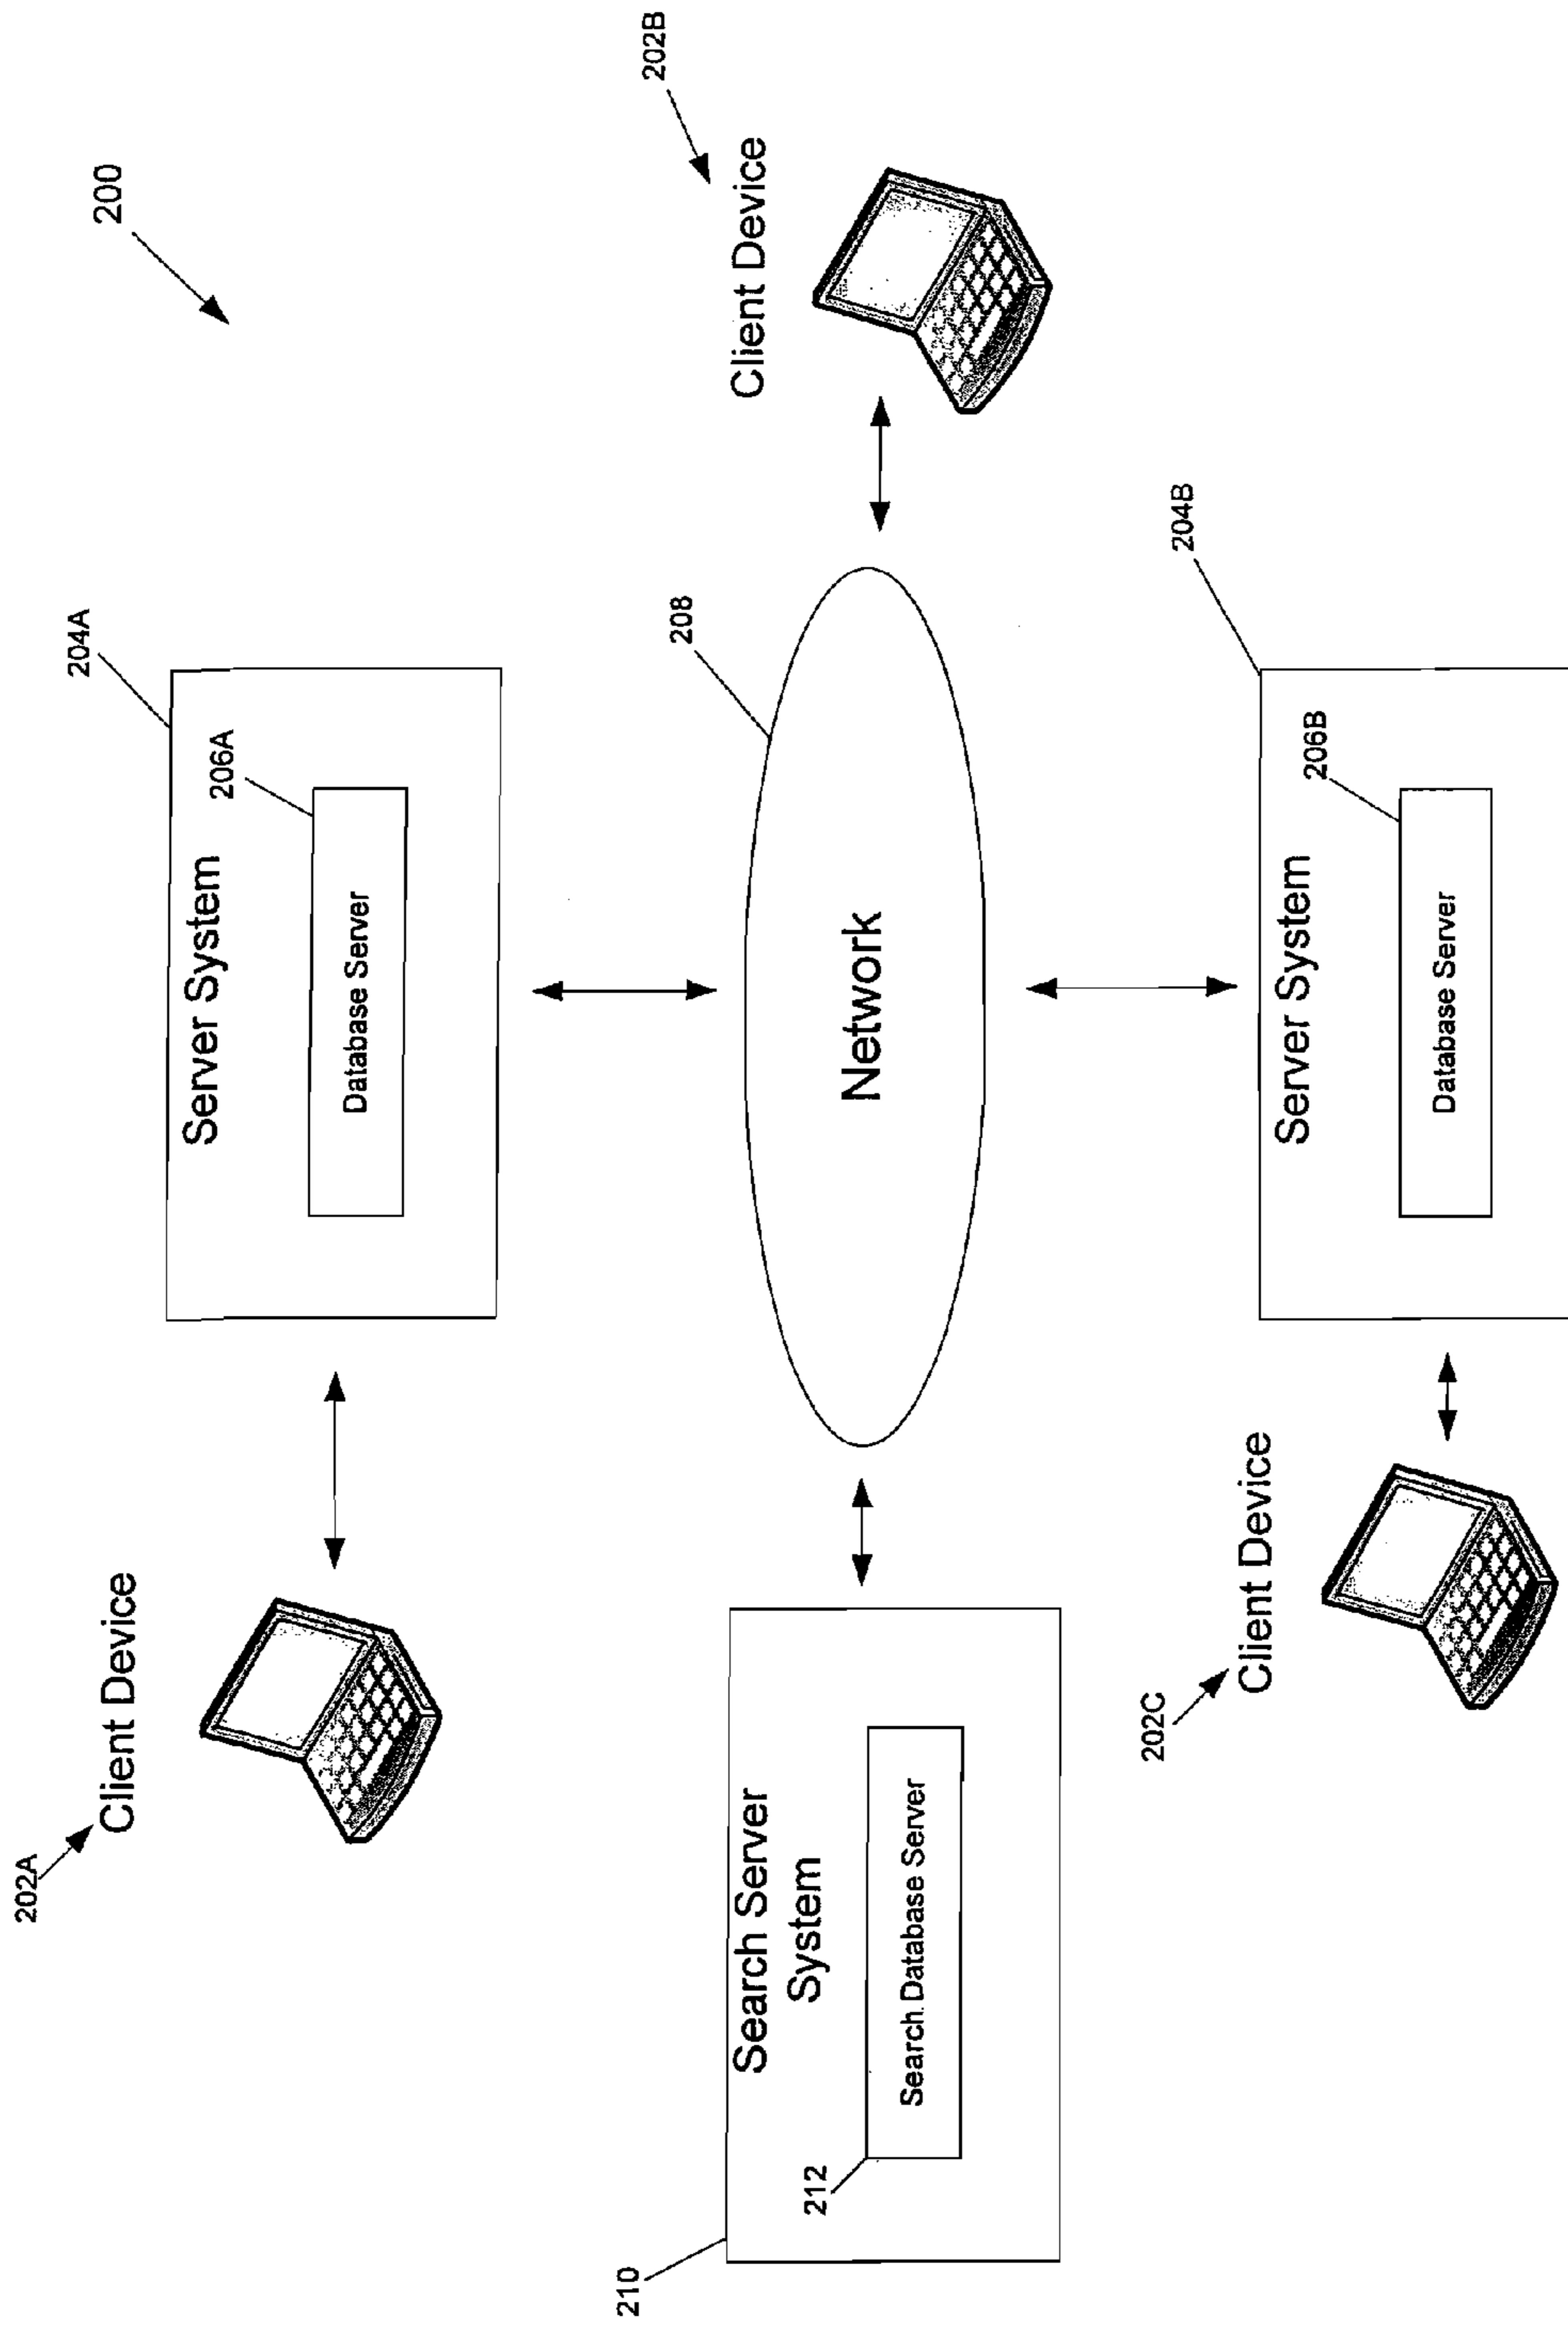 200
202A
Client Device
204A
Server System
206A
Database Server
202B
Client Device
208
Network
210
Search Server
System
212
Search Database Server
202C
Client Device
204B
Server System
206B
Database Server